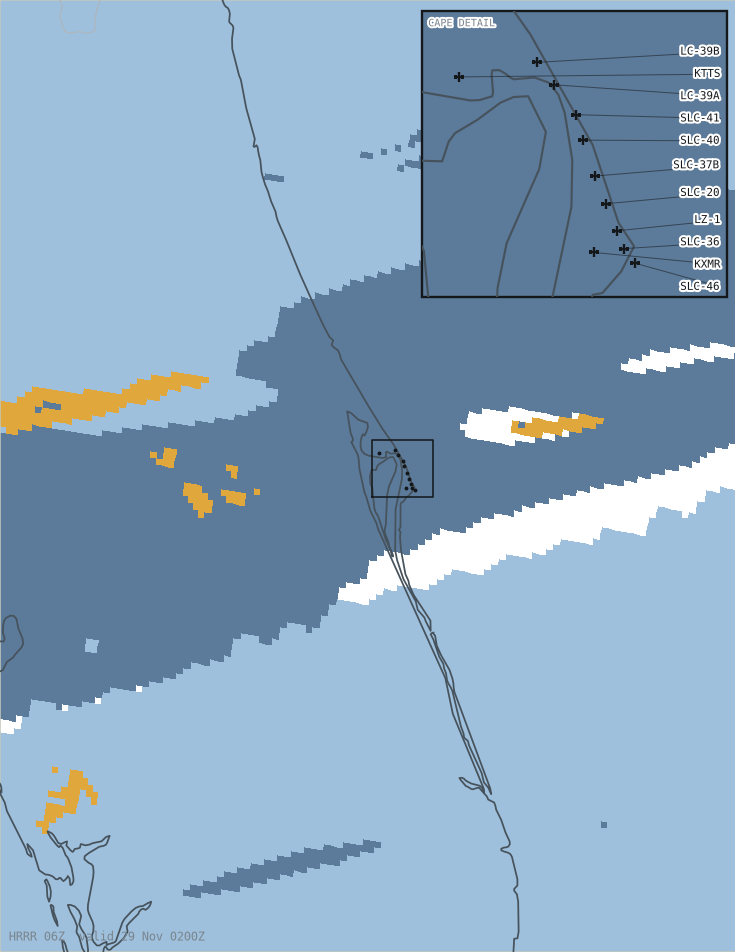 CAPE DETAIL
LC-39B
KTTS
LC-39A
SLC-41
SLC-40
SLC-37B
SLC-20
LZ-1
SLC-36
KXMR
SLC-46
HRRR 06Z  valid 29 Nov 0200Z